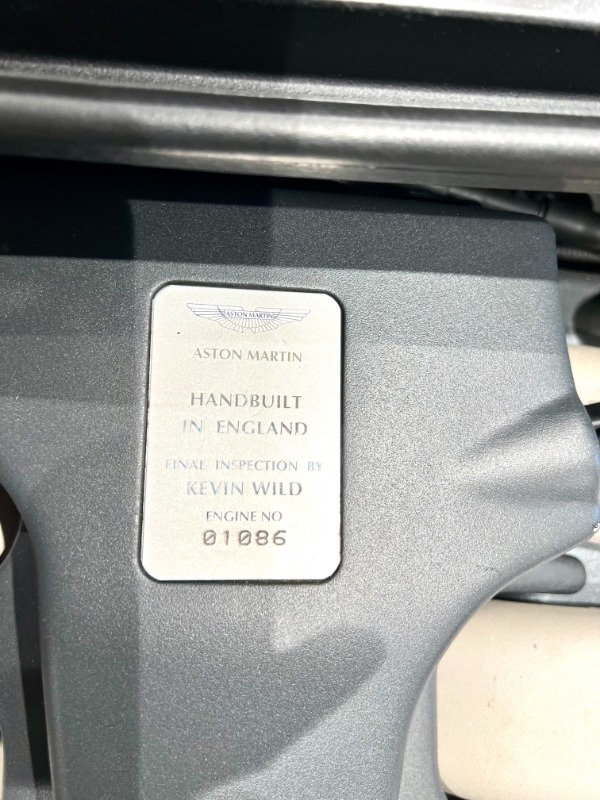 ASTON MARTIN
ASTON MARTIN
HANDBUILT
IN ENGLAND
FINAL INSPECTION BY
KEVIN WILD
ENGINE NO
01086